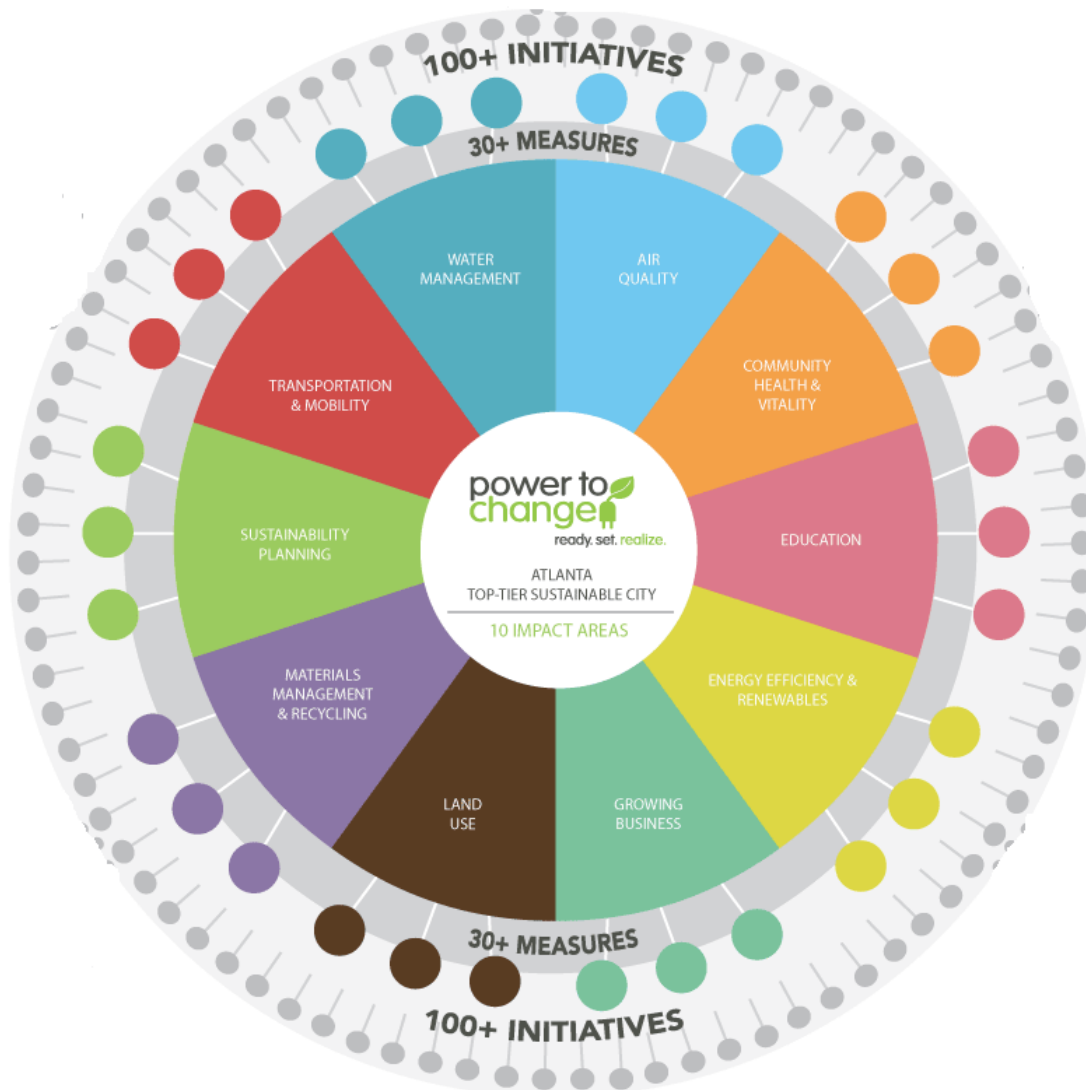 100+ INITIATIVES
30+ MEASURES
WATER
MANAGEMENT
AIR
QUALITY
TRANSPORTATION
& MOBILITY
COMMUNITY
HEALTH &
VITALITY
SUSTAINABILITY
PLANNING
power to
change
ready. set. realize.
ATLANTA
TOP-TIER SUSTAINABLE CITY
10 IMPACT AREAS
EDUCATION
MATERIALS
MANAGEMENT
& RECYCLING
ENERGY EFFICIENCY &
RENEWABLES
LAND
USE
GROWING
BUSINESS
30+ MEASURES
100+ INITIATIVES